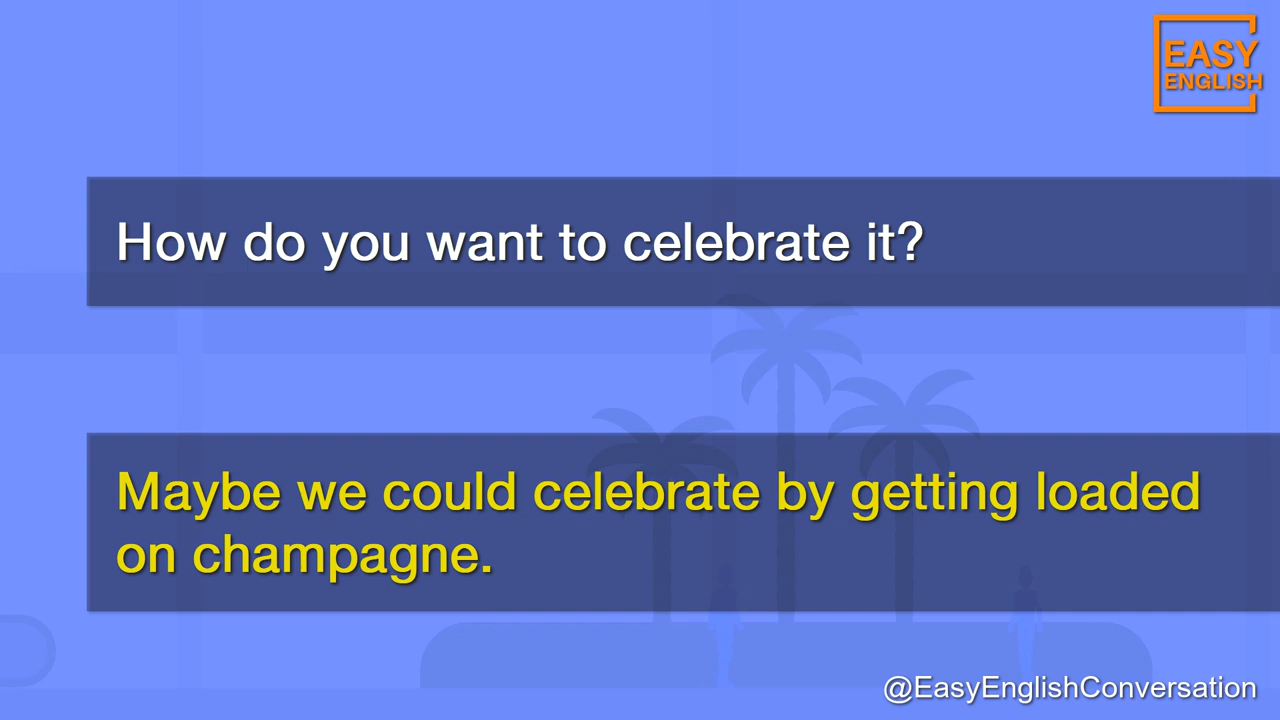 EASY
ENGLISH
How do you want to celebrate it?
Maybe we could celebrate by getting loaded
on champagne.
@EasyEnglishConversation